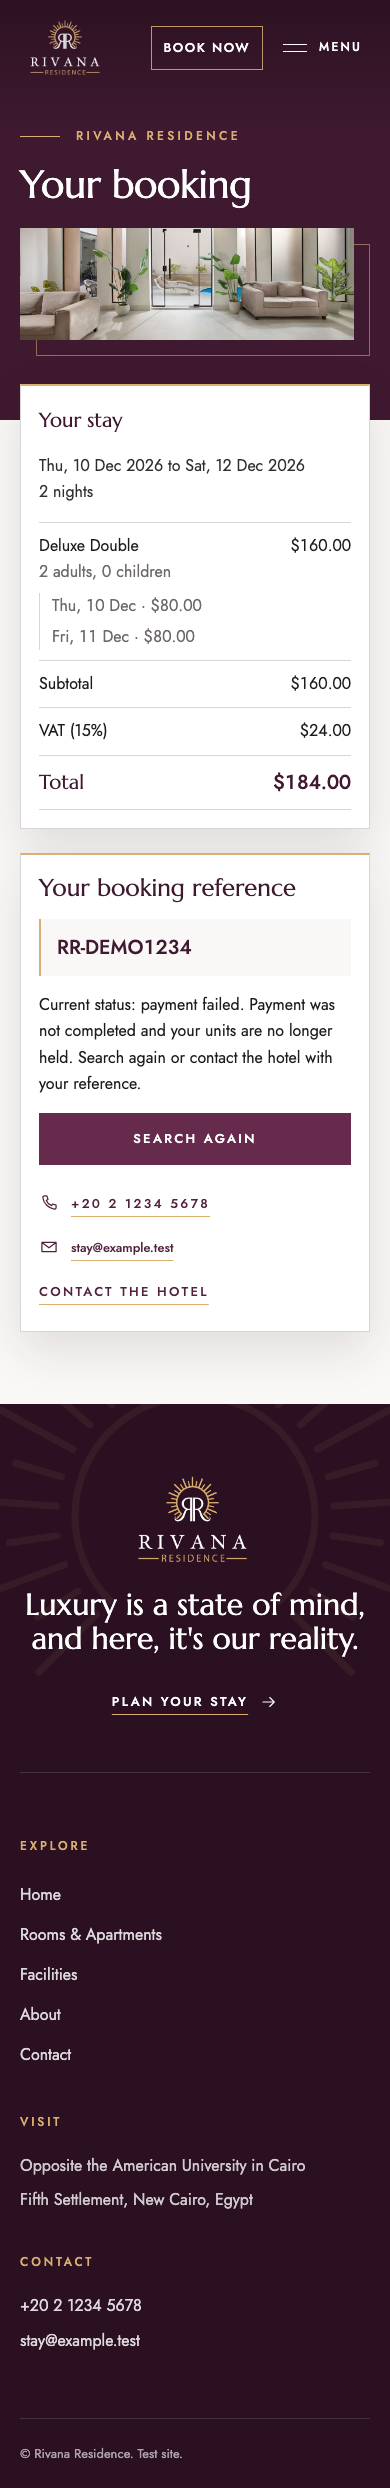 RIVANA
RESIDENCE
BOOK NOW
MENU
RIVANA RESIDENCE
Your booking
Your stay
Thu, 10 Dec 2026 to Sat, 12 Dec 2026
2 nights
Deluxe Double $160.00
2 adults, 0 children
Thu, 10 Dec · $80.00
Fri, 11 Dec · $80.00
Subtotal $160.00
VAT (15%) $24.00
Total $184.00
Your booking reference
RR-DEMO1234
Current status: payment failed. Payment was
not completed and your units are no longer
held. Search again or contact the hotel with
your reference.
SEARCH AGAIN
+20 2 1234 5678
stay@example.test
CONTACT THE HOTEL
RIVANA
RESIDENCE
Luxury is a state of mind,
and here, it's our reality.
PLAN YOUR STAY
EXPLORE
Home
Rooms & Apartments
Facilities
About
Contact
VISIT
Opposite the American University in Cairo
Fifth Settlement, New Cairo, Egypt
CONTACT
+20 2 1234 5678
stay@example.test
© Rivana Residence. Test site.